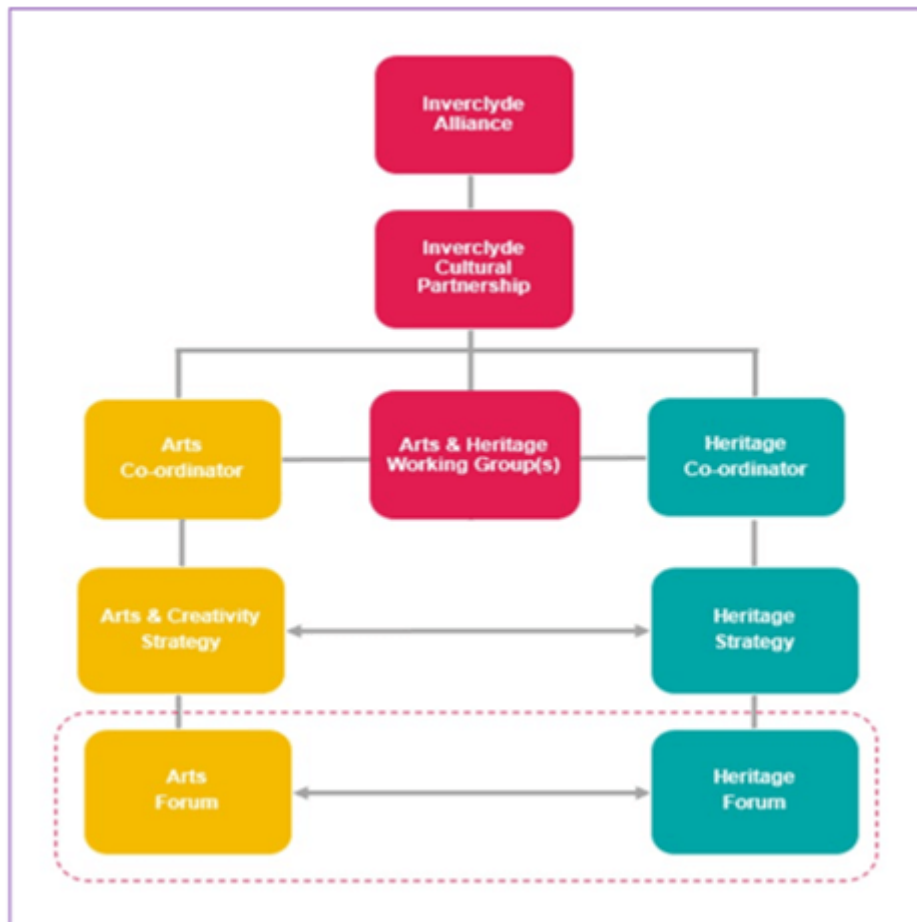 Inverclyde
Alliance
Inverclyde
Cultural
Partnership
Arts
Co-ordinator
Arts & Heritage
Working Group(s)
Heritage
Co-ordinator
Arts & Creativity
Strategy
Heritage
Strategy
Arts
Forum
Heritage
Forum